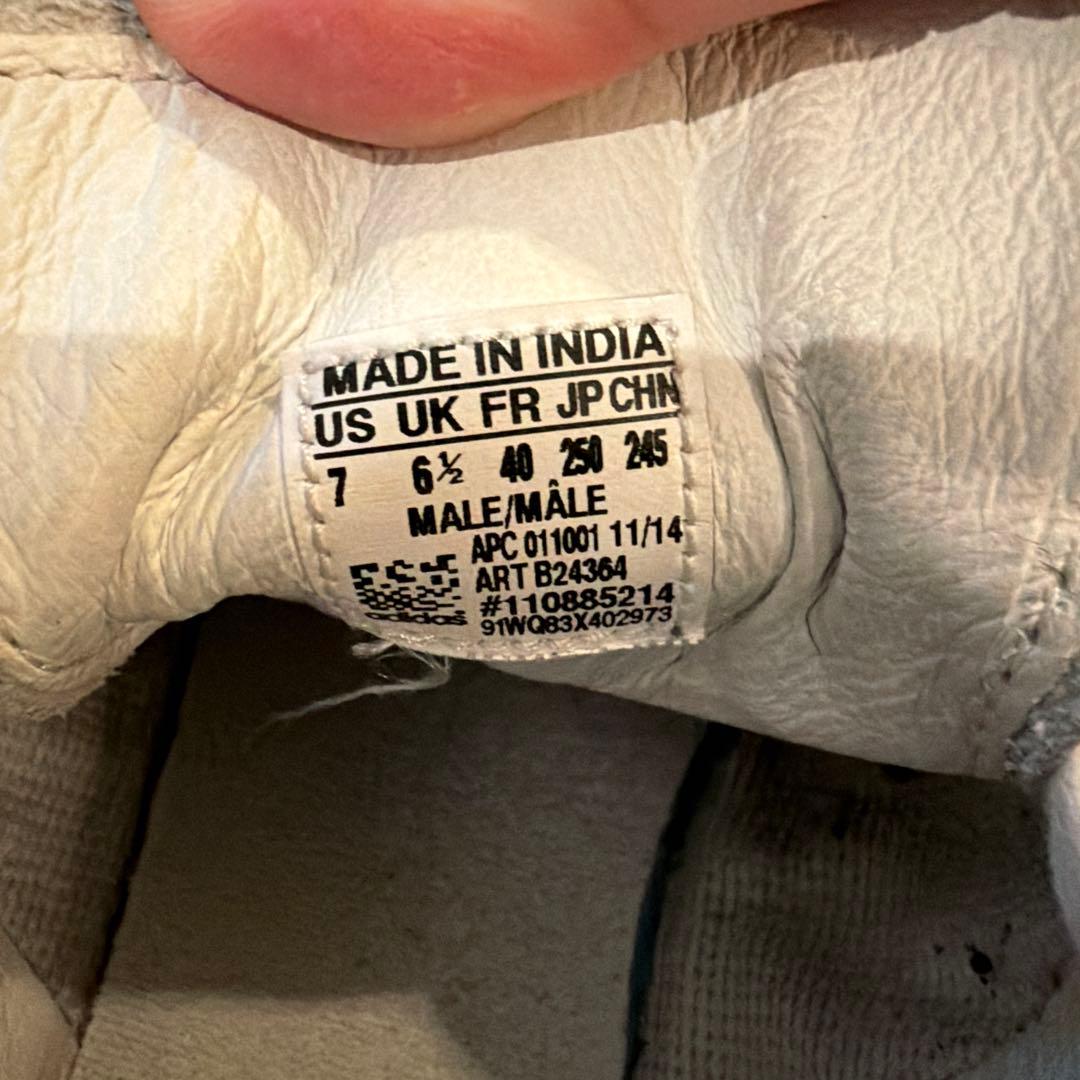 MADE IN INDIA
US UK FR JP CHN
7 6½ 40 250 245
MALE/MÂLE
APC 011001 11/14
ART B24364
#110885214
adidas 91WQ83X402973